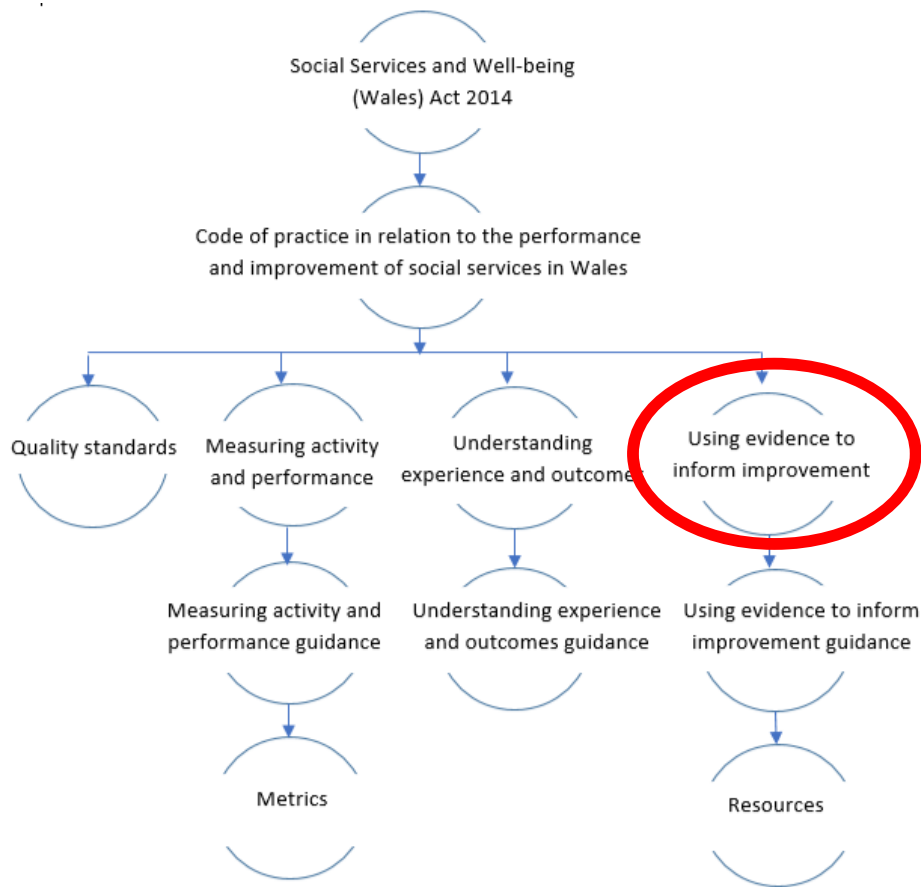 Social Services and Well-being
(Wales) Act 2014
Code of practice in relation to the performance
and improvement of social services in Wales
Quality standards
Measuring activity
and performance
Understanding
experience and outcomes
Using evidence to
inform improvement
Measuring activity and
performance guidance
Understanding experience
and outcomes guidance
Using evidence to inform
improvement guidance
Metrics
Resources